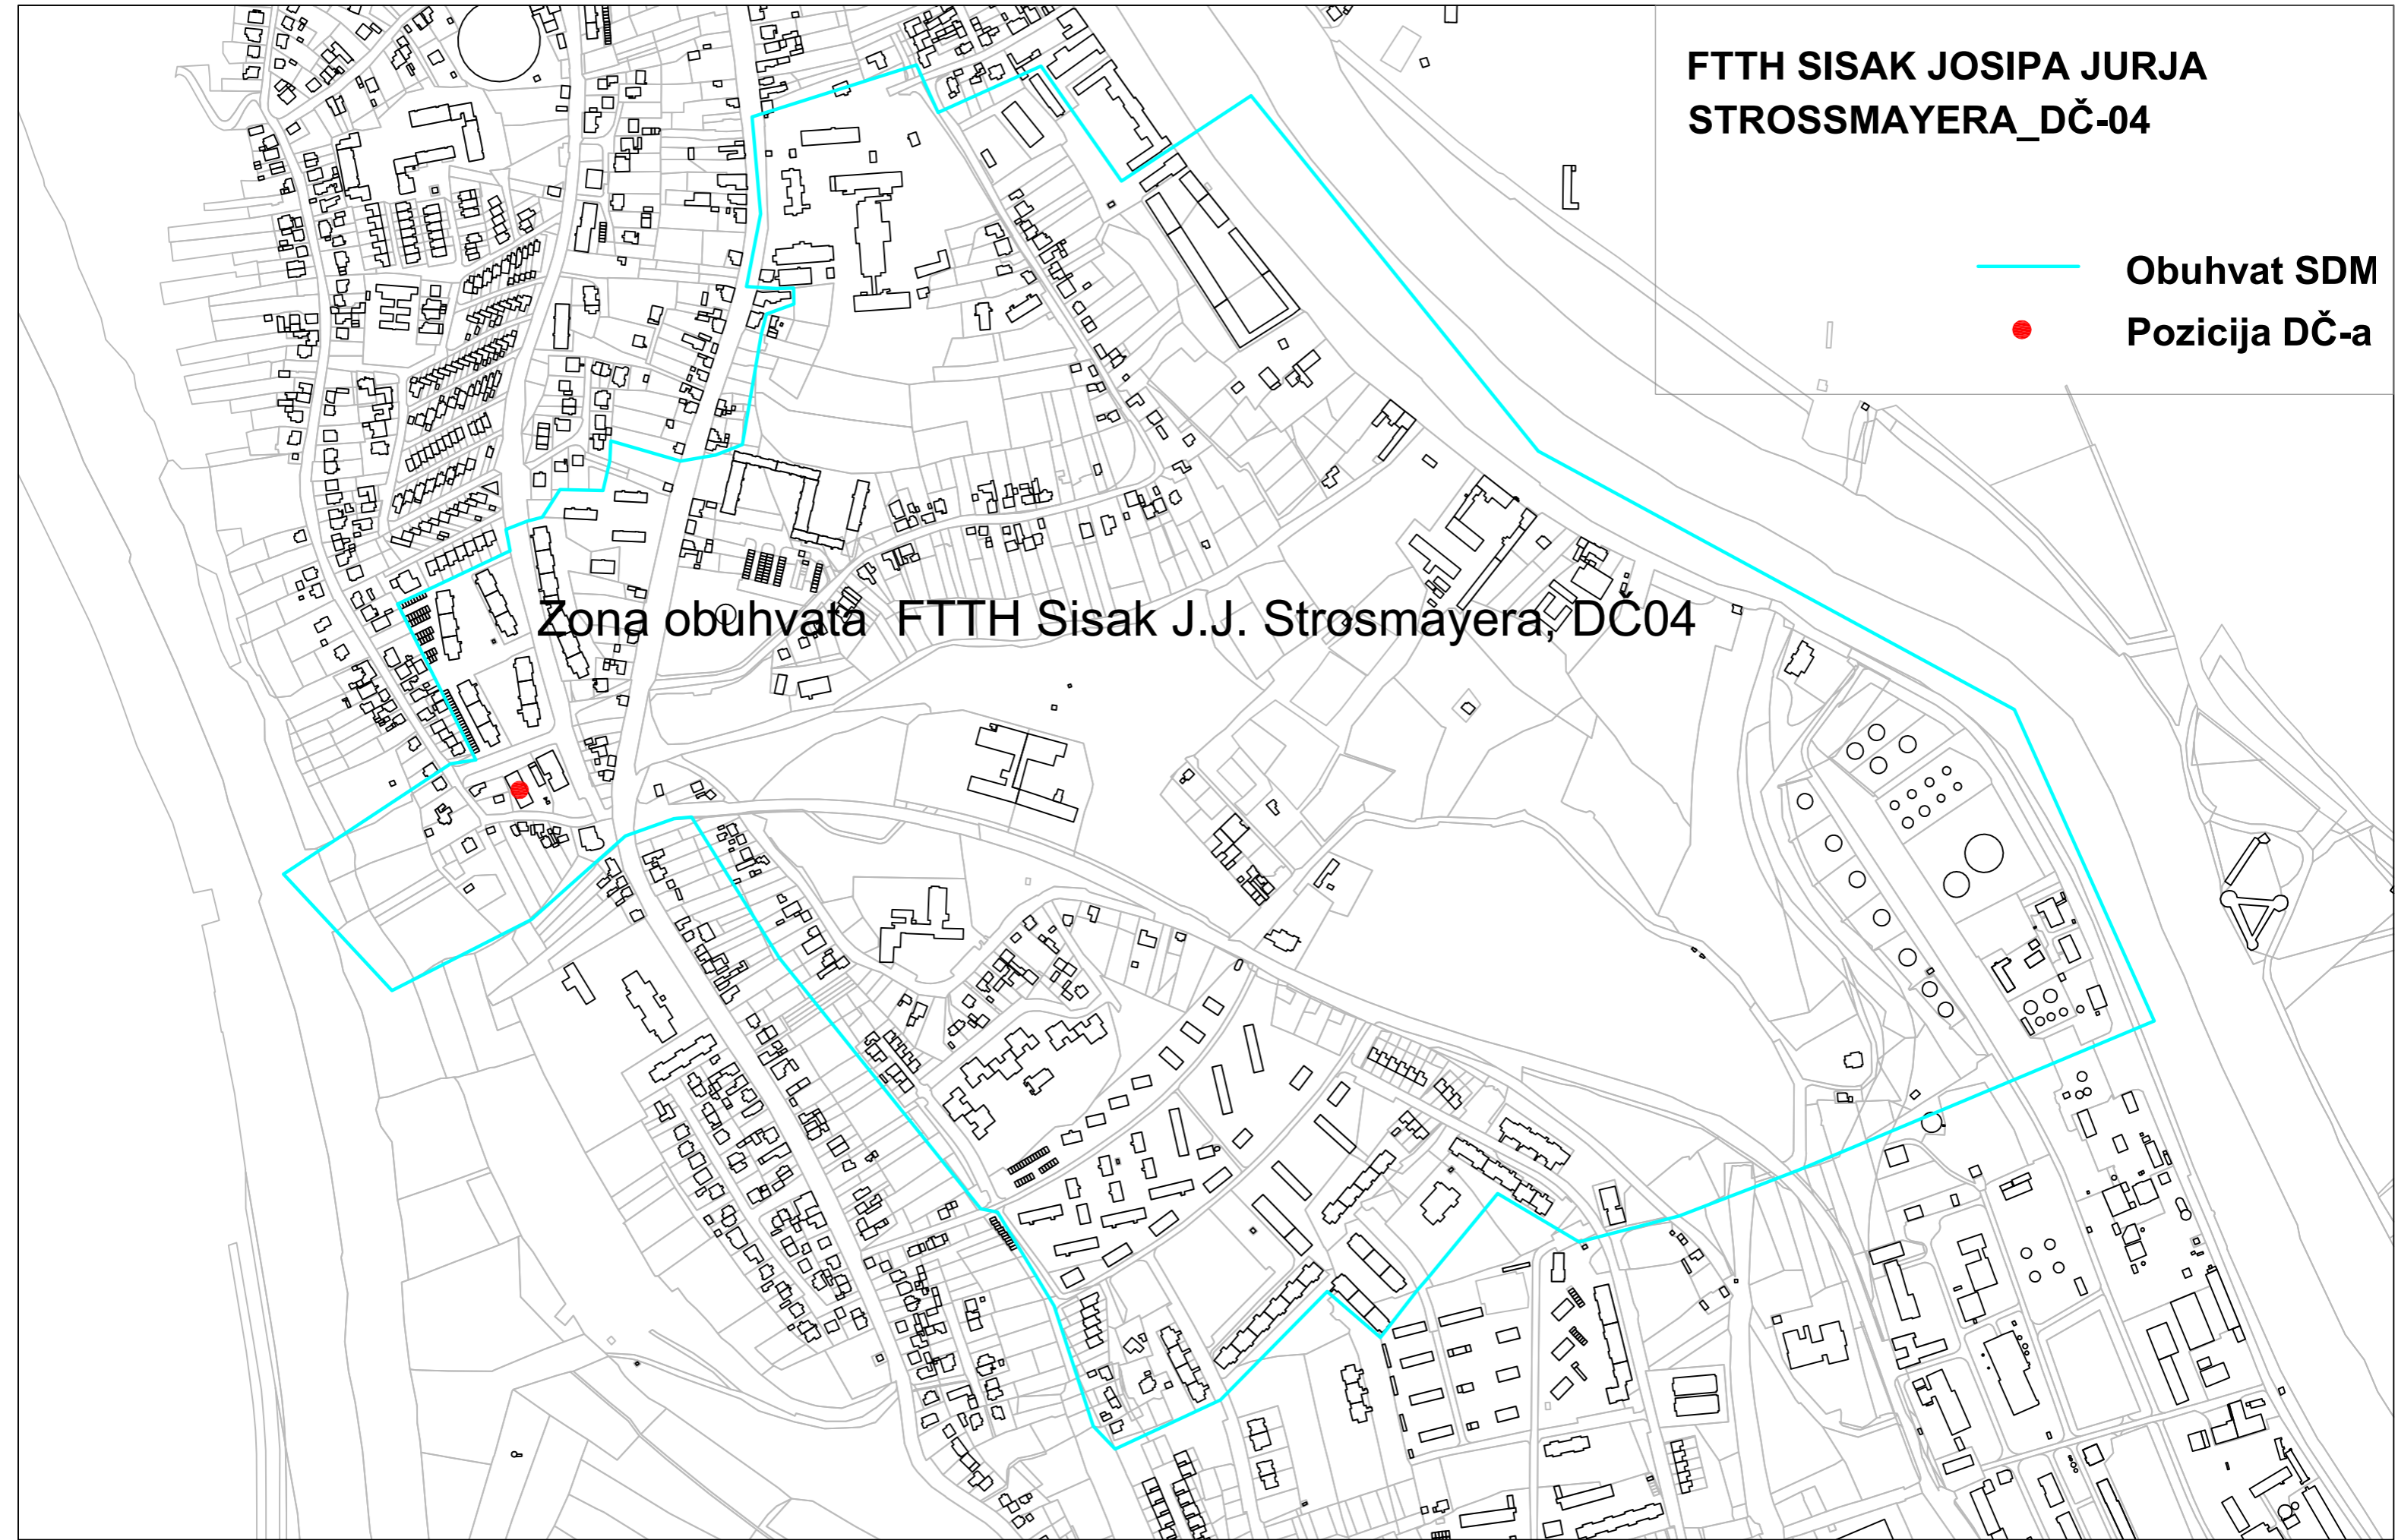 FTTH SISAK JOSIPA JURJA
STROSSMAYERA_DČ-04
Obuhvat SDM
Pozicija DČ-a
Zona obuhvata  FTTH Sisak J.J. Strosmayera, DČ04